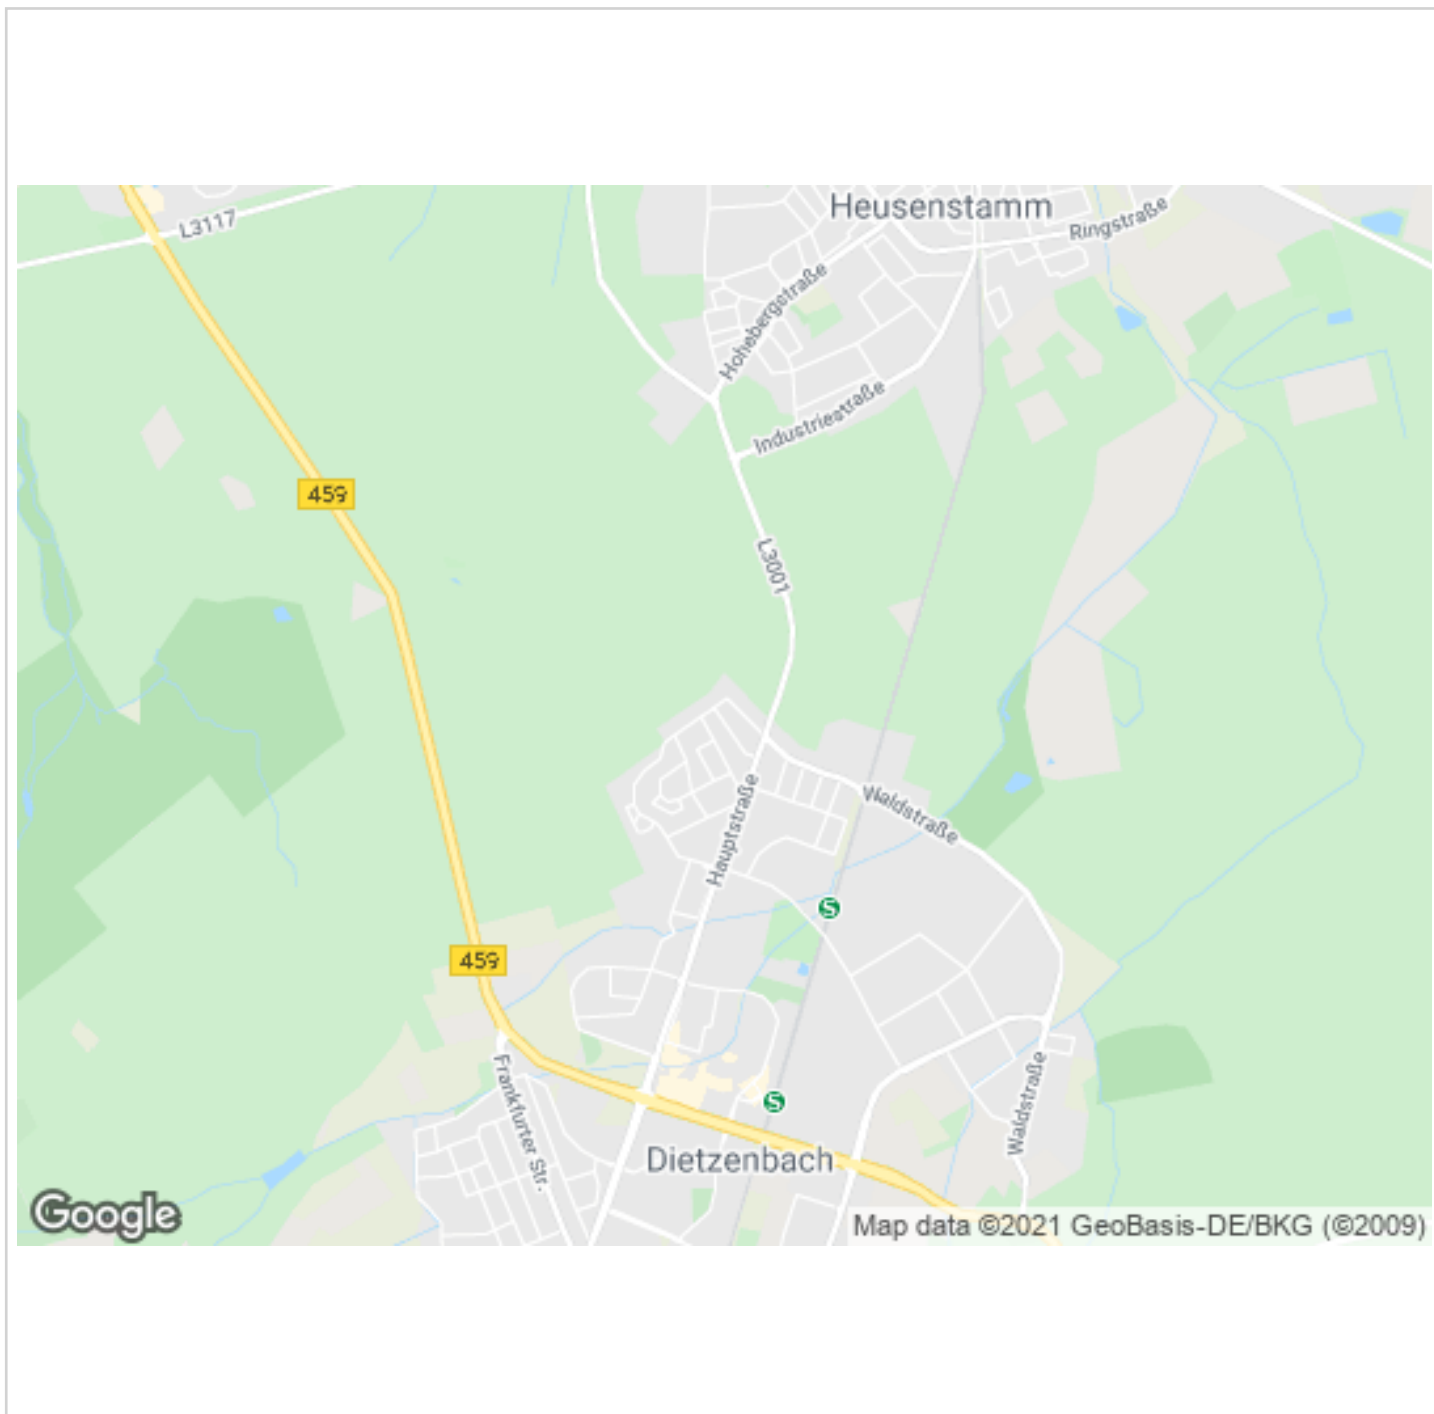 Heusenstamm
L3117
Ringstraße
Hohebergstraße
Industriestraße
459
L3001
Hauptstraße
Waldstraße
S
459
Frankfurter Str.
Waldstraße
S
Dietzenbach
Google
Map data ©2021 GeoBasis-DE/BKG (©2009)